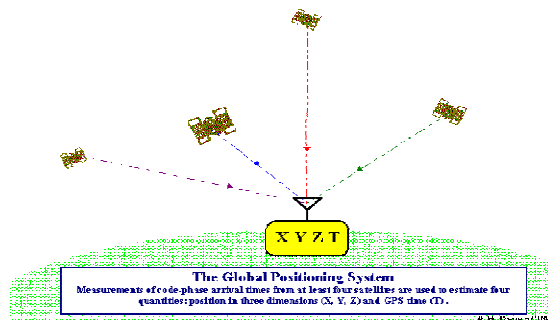 X Y Z T
The Global Positioning System
Measurements of code-phase arrival times from at least four satellites are used to estimate four
quantities: position in three dimensions (X, Y, Z) and GPS time (T) .